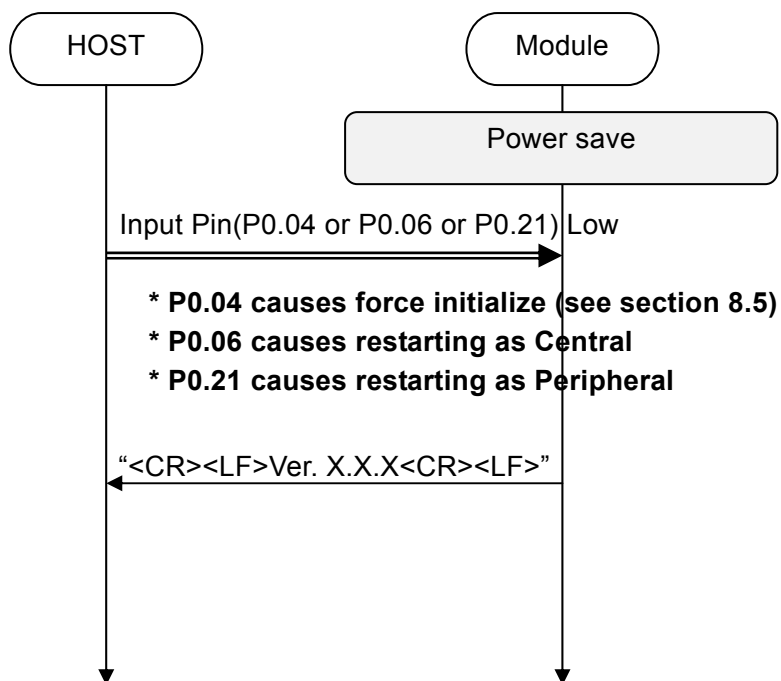 HOST
Module
Power save
Input Pin(P0.04 or P0.06 or P0.21) Low
* P0.04 causes force initialize (see section 8.5)
* P0.06 causes restarting as Central
* P0.21 causes restarting as Peripheral
“<CR><LF>Ver. X.X.X<CR><LF>”